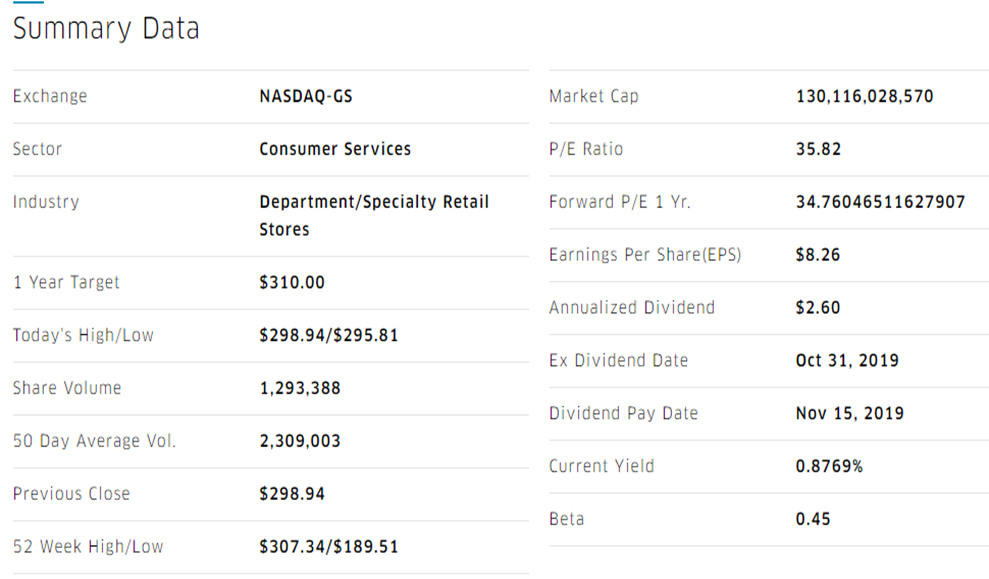 Summary Data
Exchange NASDAQ-GS
Sector Consumer Services
Industry Department/Specialty Retail
Stores
1 Year Target $310.00
Today's High/Low $298.94/$295.81
Share Volume 1,293,388
50 Day Average Vol. 2,309,003
Previous Close $298.94
52 Week High/Low $307.34/$189.51
Market Cap 130,116,028,570
P/E Ratio 35.82
Forward P/E 1 Yr. 34.76046511627907
Earnings Per Share(EPS) $8.26
Annualized Dividend $2.60
Ex Dividend Date Oct 31, 2019
Dividend Pay Date Nov 15, 2019
Current Yield 0.8769%
Beta 0.45